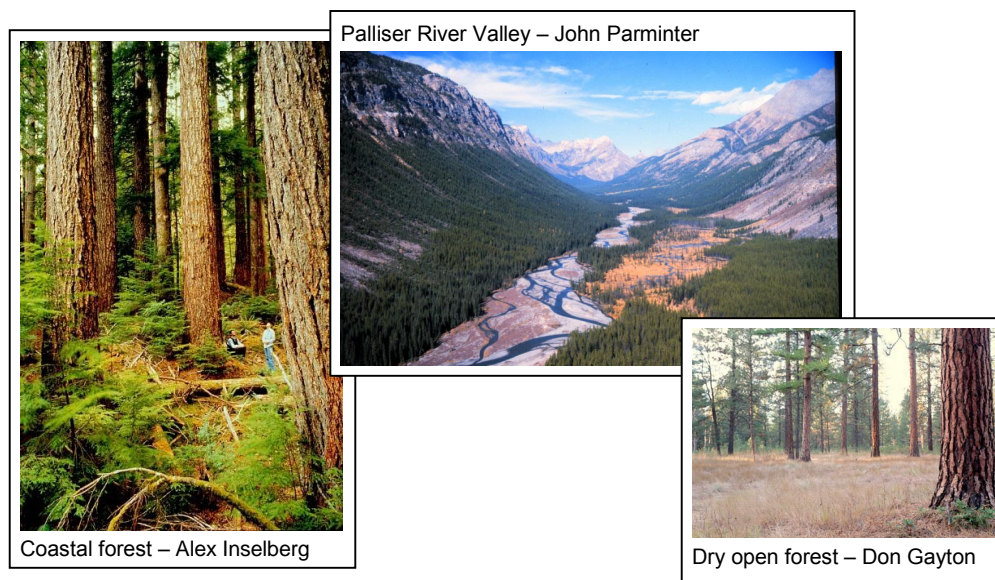 Palliser River Valley – John Parminter
Coastal forest – Alex Inselberg
Dry open forest – Don Gayton